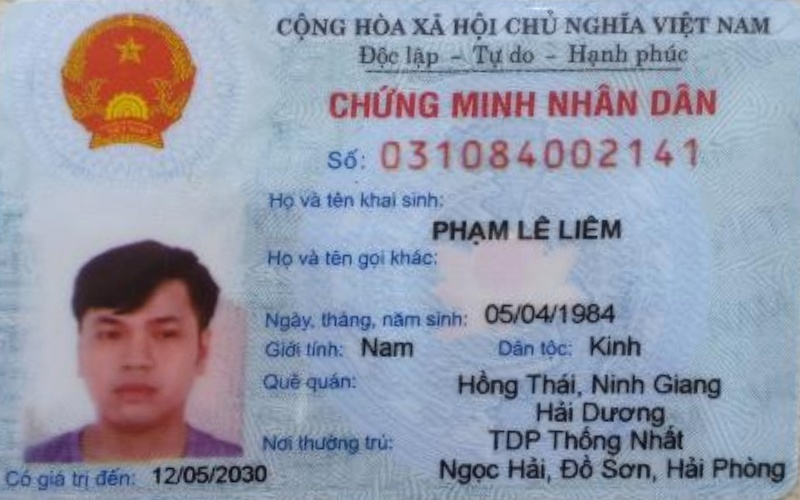 CỘNG HÒA XÃ HỘI CHỦ NGHĨA VIỆT NAM
Độc lập - Tự do - Hạnh phúc
CHỨNG MINH NHÂN DÂN
Số: 031084002141
Họ và tên khai sinh:
PHẠM LÊ LIÊM
Họ và tên gọi khác:
Ngày, tháng, năm sinh: 05/04/1984
Giới tính: Nam Dân tộc: Kinh
Quê quán: Hồng Thái, Ninh Giang
Hải Dương
Nơi thường trú: TDP Thống Nhất
Ngọc Hải, Đồ Sơn, Hải Phòng
Có giá trị đến: 12/05/2030